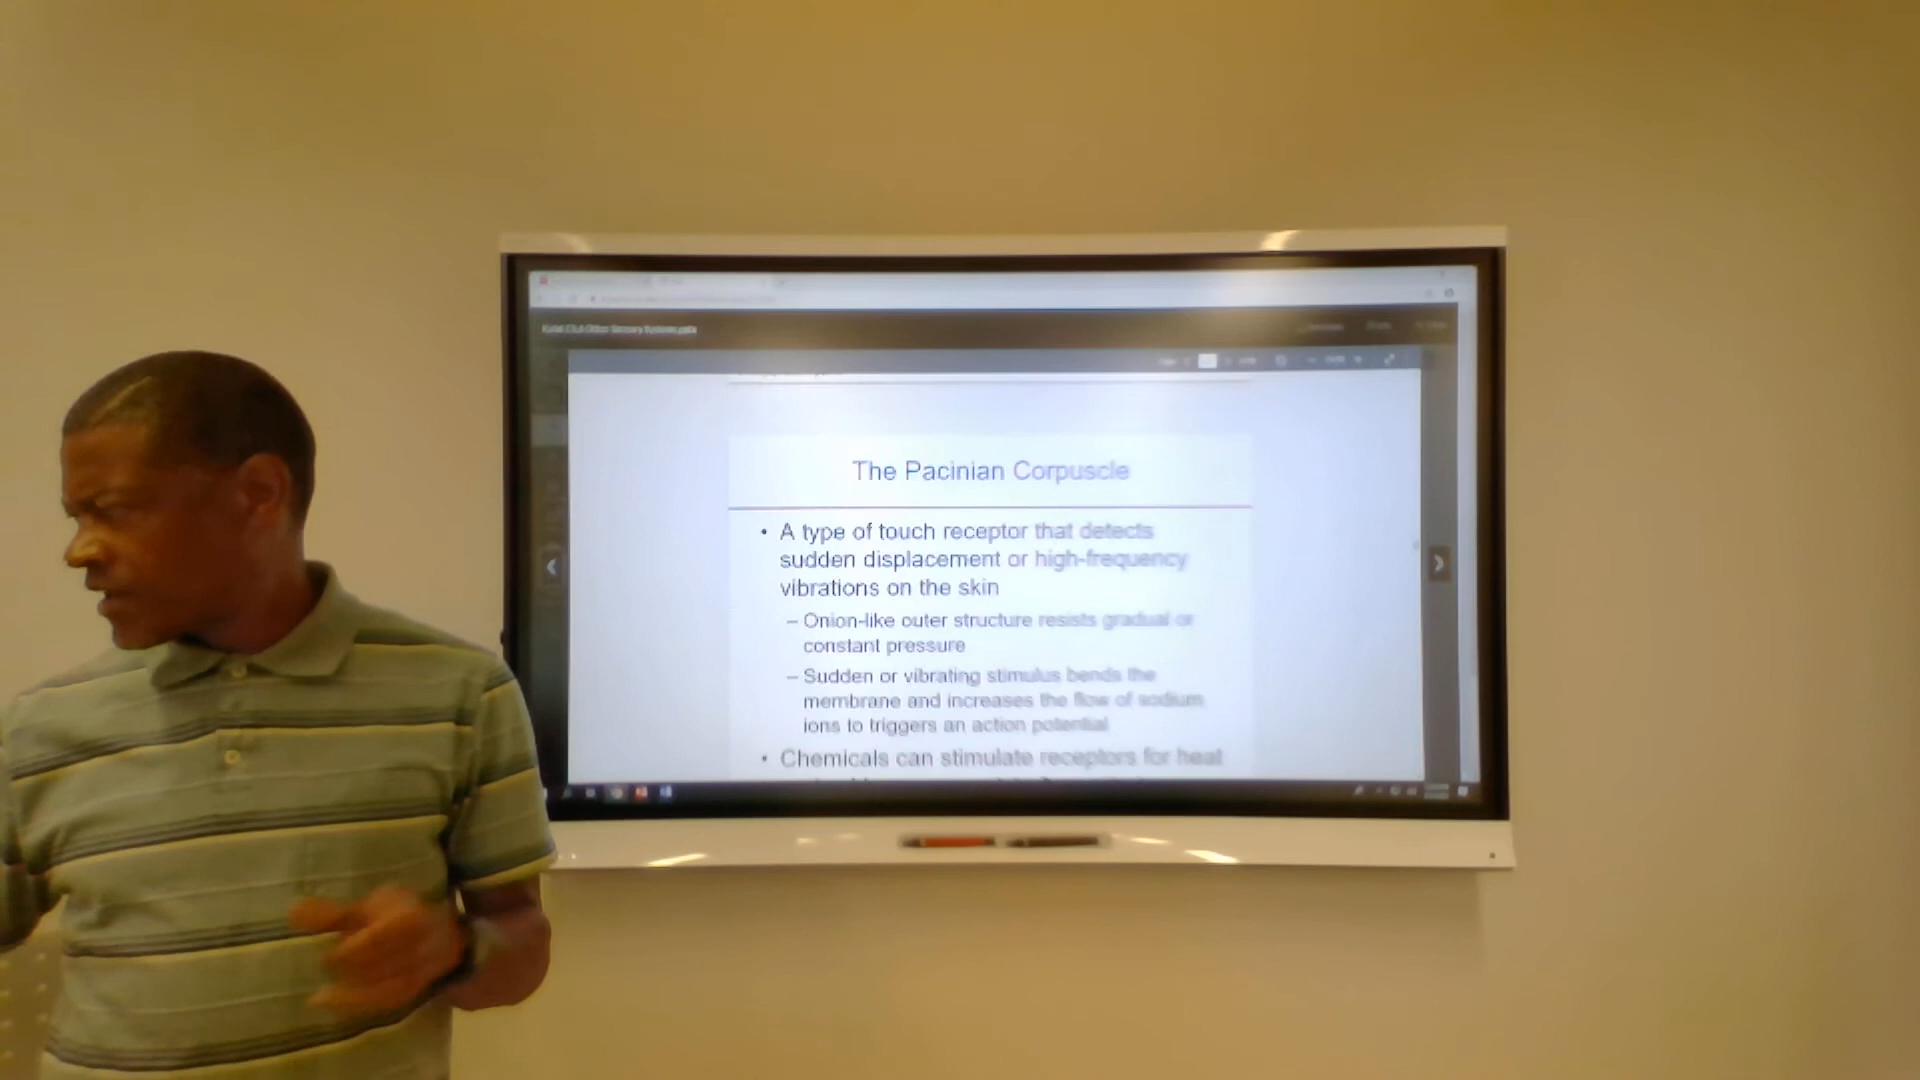 The Pacinian Corpuscle
• A type of touch receptor that detects
sudden displacement or high-frequency
vibrations on the skin
– Onion-like outer structure resists gradual or
constant pressure
– Sudden or vibrating stimulus bends the
membrane and increases the flow of sodium
ions to triggers an action potential
• Chemicals can stimulate receptors for heat